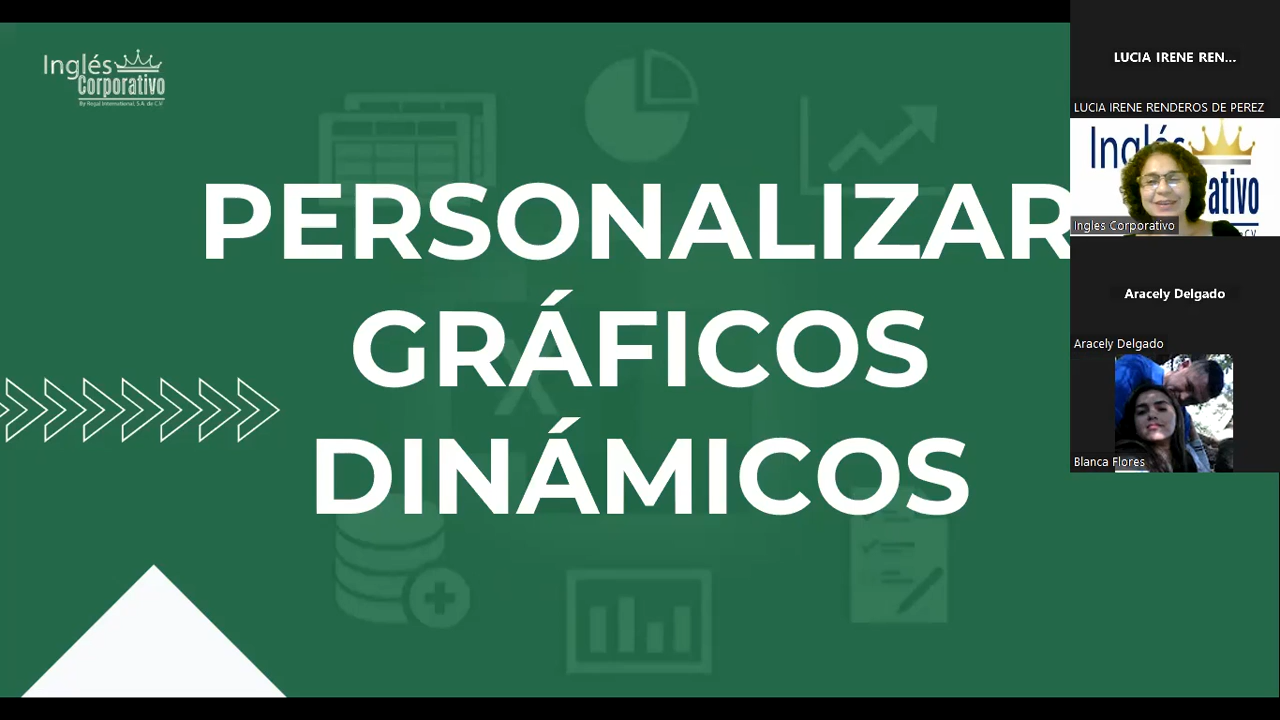 Inglés
Corporativo
By Regal International, S.A. de C.V.
PERSONALIZAR
GRÁFICOS
DINÁMICOS
LUCIA IRENE REN...
LUCIA IRENE RENDEROS DE PEREZ
Inglés
ativo
Ingles Corporativo
Aracely Delgado
Aracely Delgado
Blanca Flores